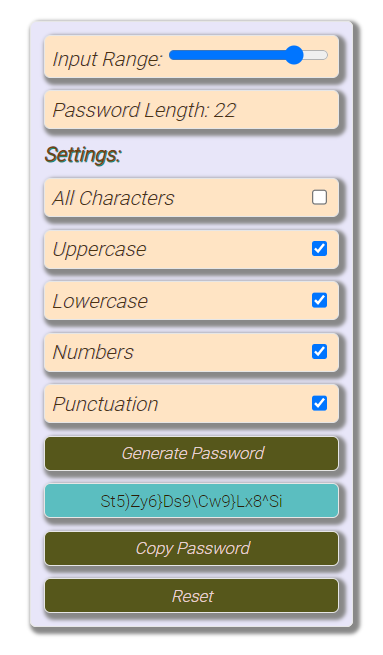 Input Range:
Password Length: 22
Settings:
All Characters
Uppercase
Lowercase
Numbers
Punctuation
Generate Password
St5)Zy6}Ds9\Cw9}Lx8^Si
Copy Password
Reset